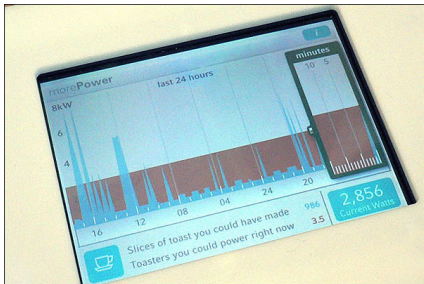 i
morePower
last 24 hours
minutes
10 5
8kW
6
4
16 12 08 04 24 20
Slices of toast you could have made 986
Toasters you could power right now 3.5
2,856
Current Watts